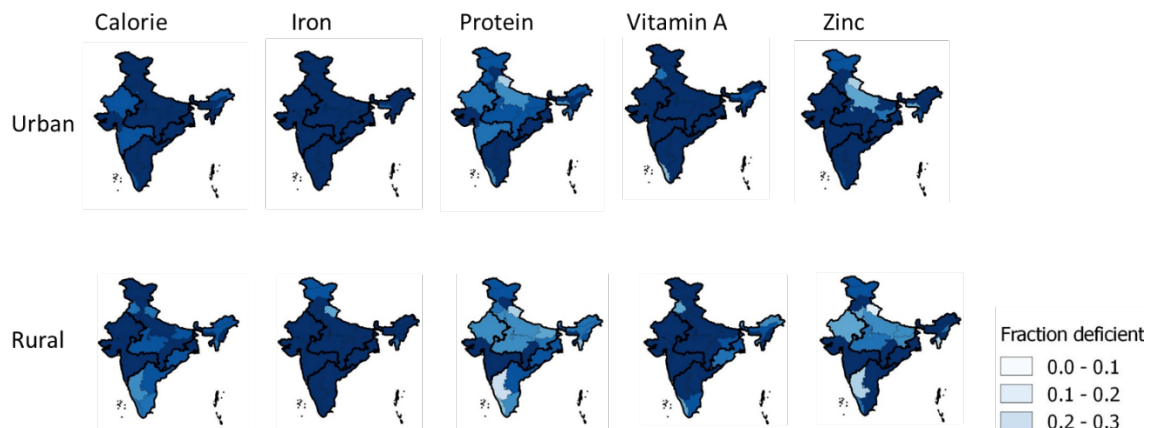 Calorie Iron Protein Vitamin A Zinc
Urban
Rural
Fraction deficient
0.0 - 0.1
0.1 - 0.2
0.2 - 0.3